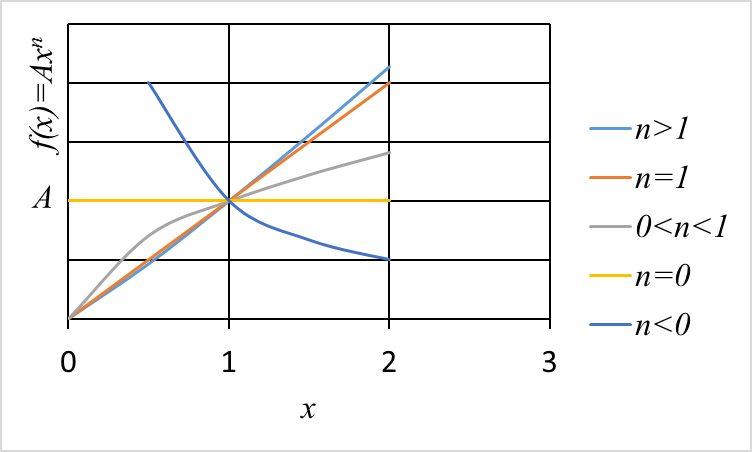 f(x)=Axⁿ
A
0 1 2 3
x
n>1
n=1
0<n<1
n=0
n<0